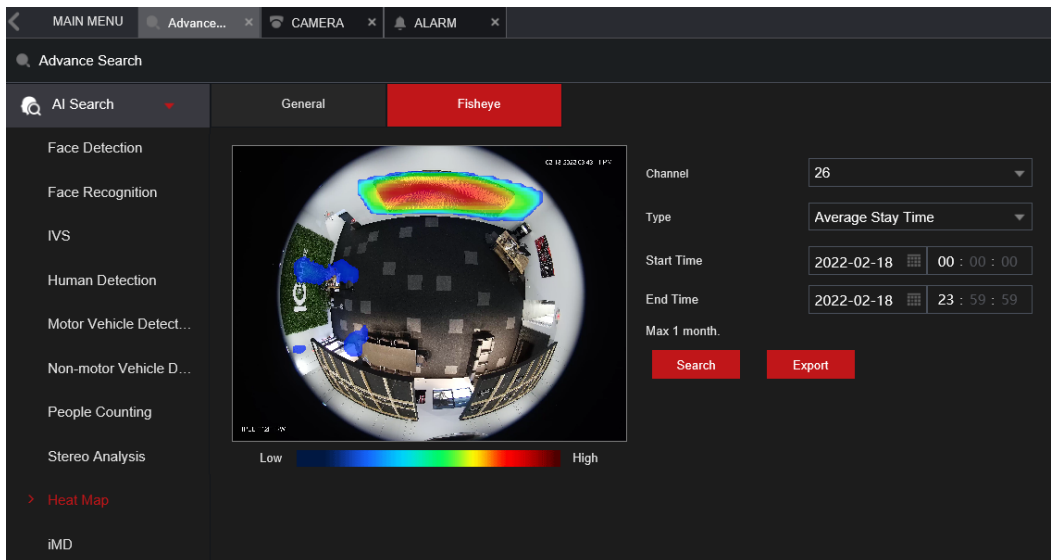 MAIN MENU Advance... × CAMERA × ALARM ×
Advance Search
AI Search
General Fisheye
Face Detection
Face Recognition
IVS
Human Detection
Motor Vehicle Detect...
Non-motor Vehicle D...
People Counting
Stereo Analysis
> Heat Map
iMD
Channel 26
Type Average Stay Time
Start Time 2022-02-18 00 : 00 : 00
End Time 2022-02-18 23 : 59 : 59
Max 1 month.
Search Export
Low High